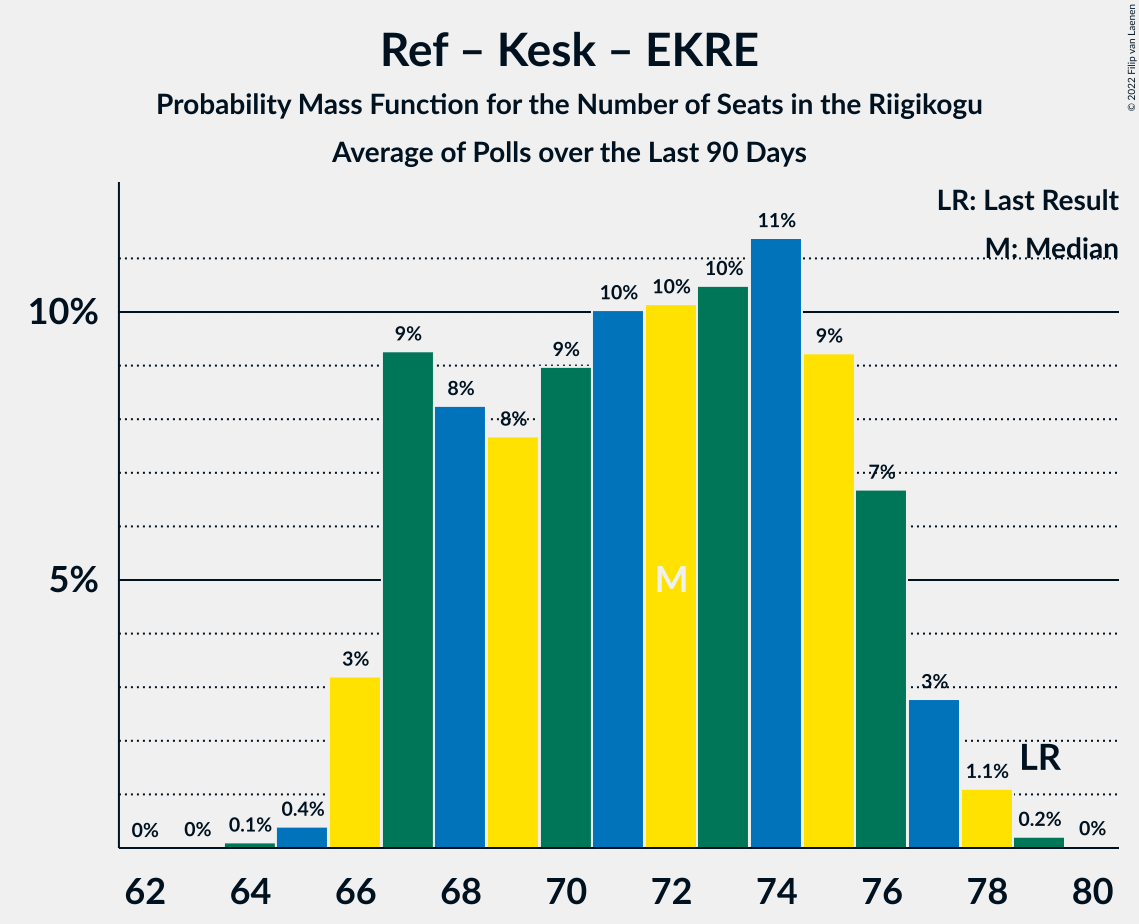 Ref – Kesk – EKRE
Probability Mass Function for the Number of Seats in the Riigikogu
Average of Polls over the Last 90 Days
© 2022 Filip van Laenen
LR: Last Result
M: Median
10%
5%
0%
0%
0.1%
0.4%
3%
9%
8%
8%
9%
10%
10%
10%
11%
9%
7%
3%
1.1%
0.2%
0%
M
LR
62 64 66 68 70 72 74 76 78 80